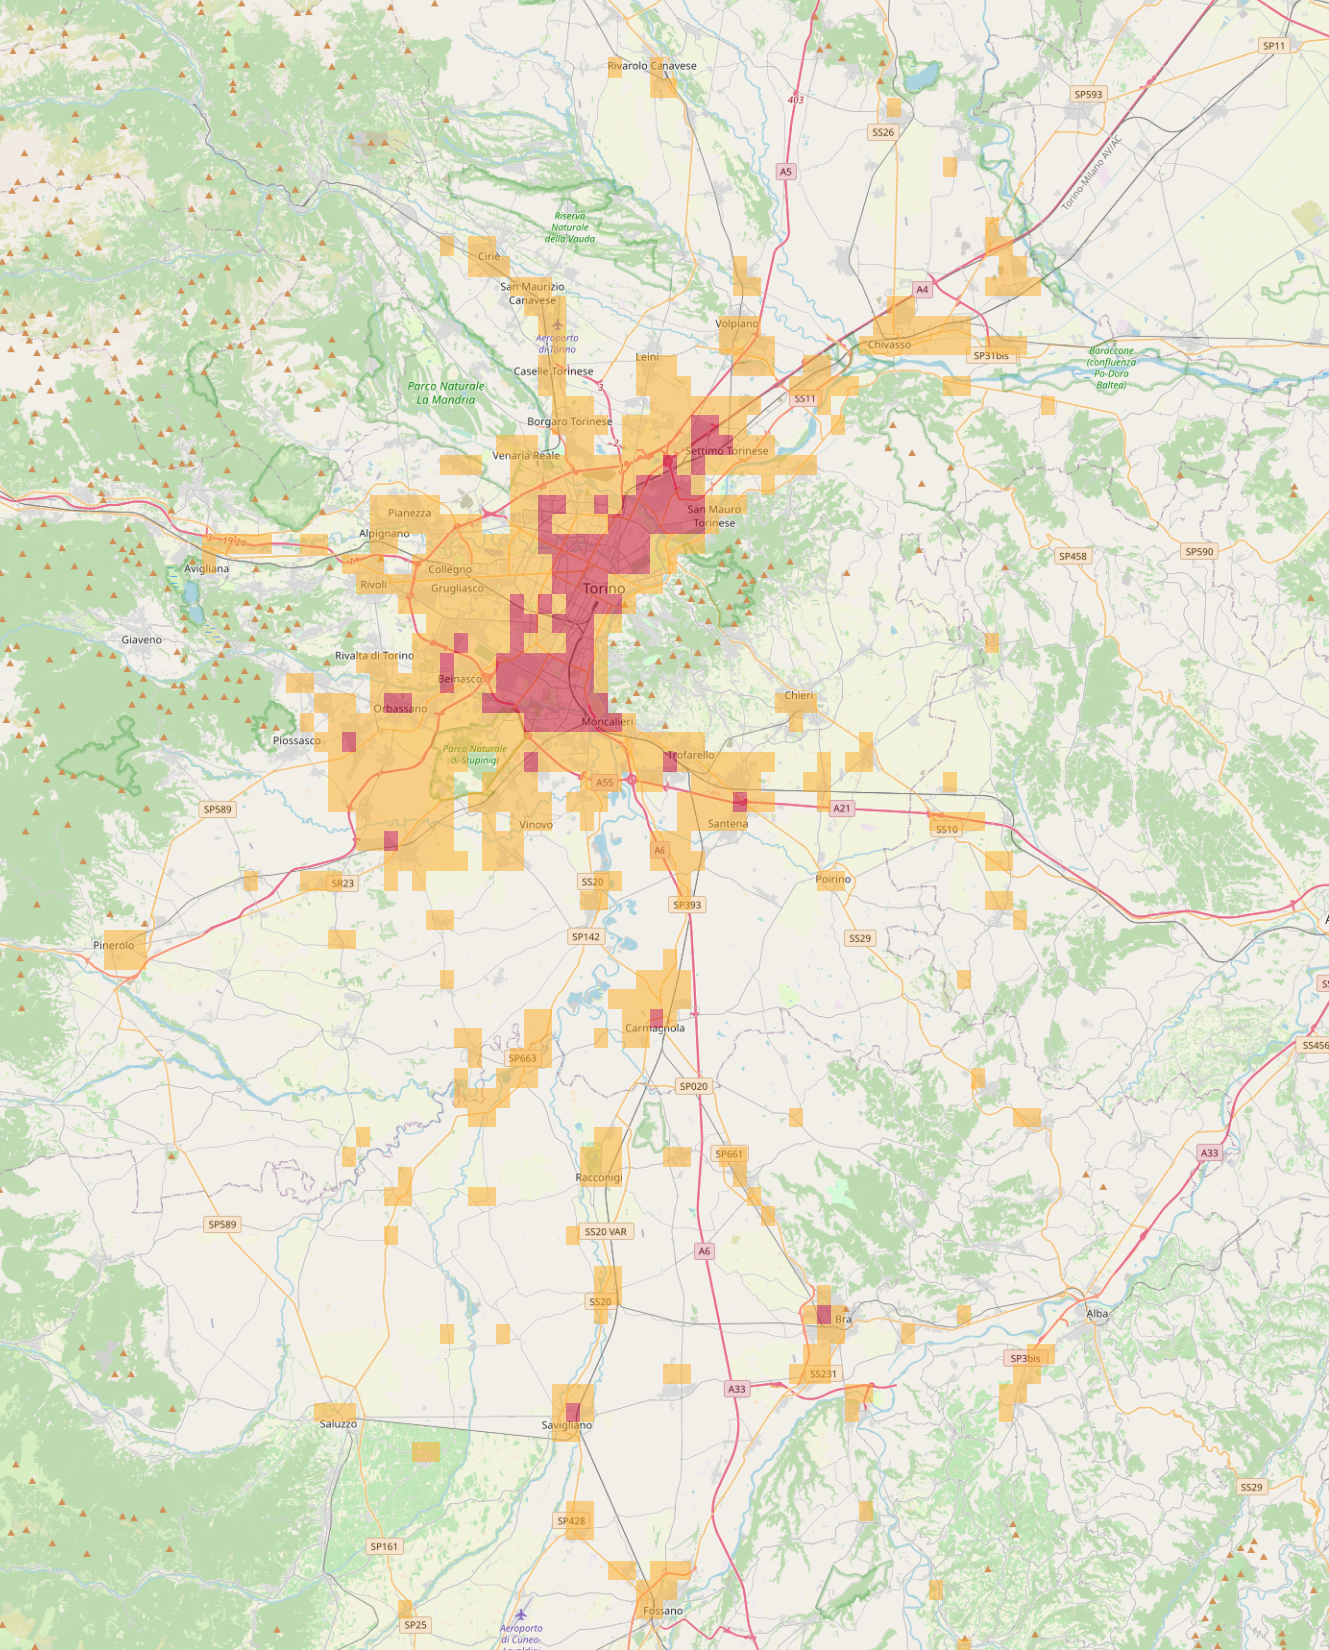 Rivarolo Canavese
SP11
SP593
403
SS26
A5
Torino-Milano AV/AC
Riserva
Naturale
della Vauda
Ciriè
San Maurizio
Canavese
A4
Aeroporto
di Torino
Volpiano
Chivasso
SP31bis
Leini
Baraccone
(confluenza
Po-Dora
Baltea)
Caselle Torinese
5
Parco Naturale
La Mandria
SS11
Borgaro Torinese
2
Venaria Reale
Settimo Torinese
Pianezza
San Mauro
Torinese
Alpignano
SP458
SP590
Avigliana
Collegno
Rivoli
Grugliasco
Torino
Giaveno
Rivalta di Torino
Beinasco
Chieri
Orbassano
Moncalieri
Piossasco
Parco Naturale
di Stupinigi
Trofarello
A55
SP589
A21
Vinovo
Santena
SS10
A6
SR23
SS20
Poirino
SP393
SP142
SS29
Pinerolo
Carmagnola
SS456
SP663
SP020
SP661
A33
Racconigi
SP589
SS20 VAR
A6
SS20
Alba
Bra
SP3bis
SS231
A33
Saluzzo
Savigliano
SS29
SP428
SP161
Fossano
SP25
Aeroporto
di Cuneo-